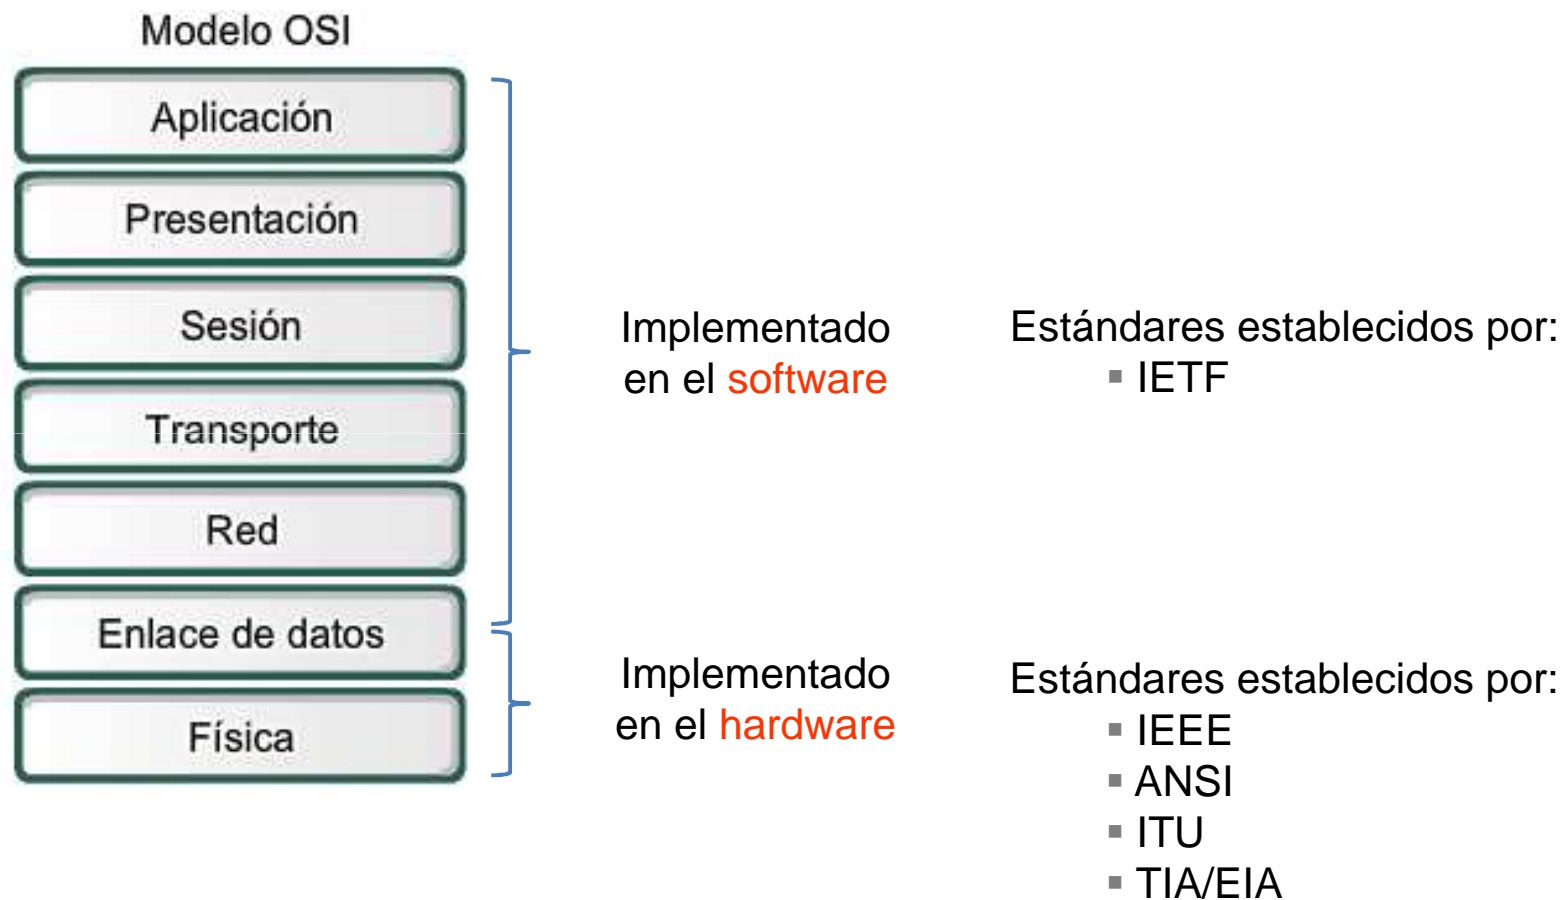 Modelo OSI
Aplicación
Presentación
Sesión
Transporte
Red
Enlace de datos
Física
Implementado
en el software
Estándares establecidos por:
▪ IETF
Implementado
en el hardware
Estándares establecidos por:
▪ IEEE
▪ ANSI
▪ ITU
▪ TIA/EIA